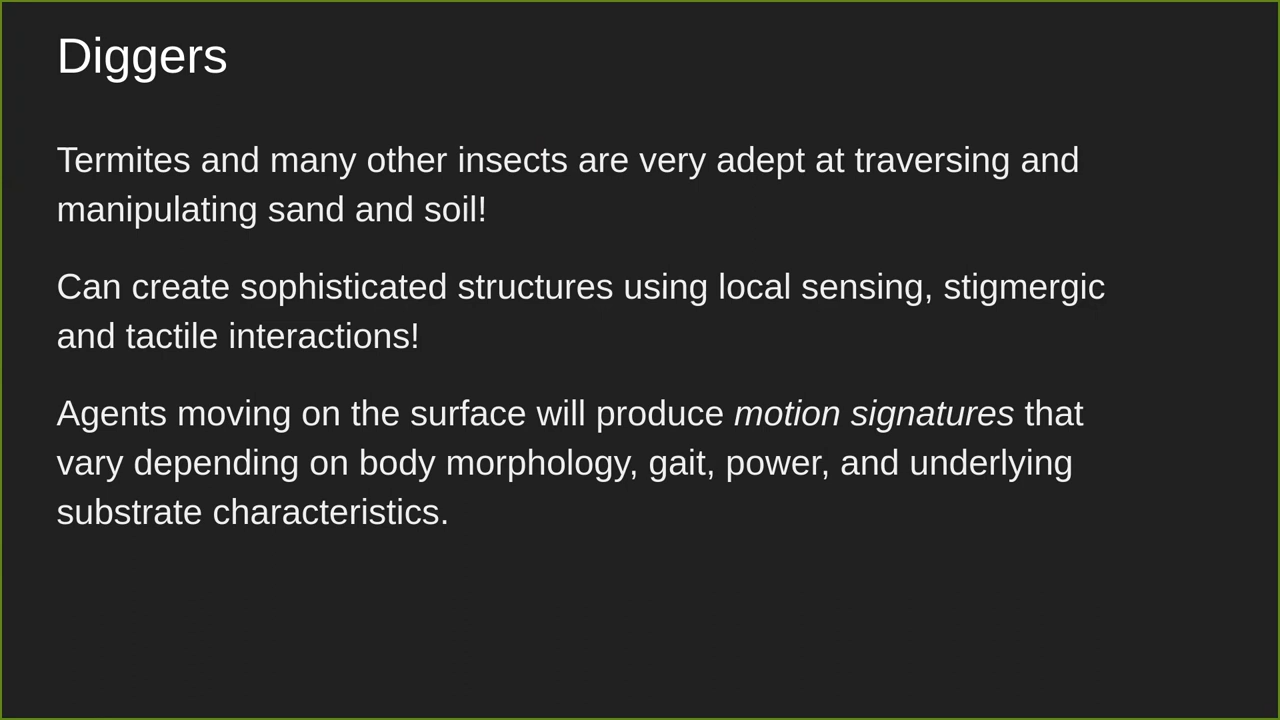 Diggers
Termites and many other insects are very adept at traversing and
manipulating sand and soil!
Can create sophisticated structures using local sensing, stigmergic
and tactile interactions!
Agents moving on the surface will produce motion signatures that
vary depending on body morphology, gait, power, and underlying
substrate characteristics.